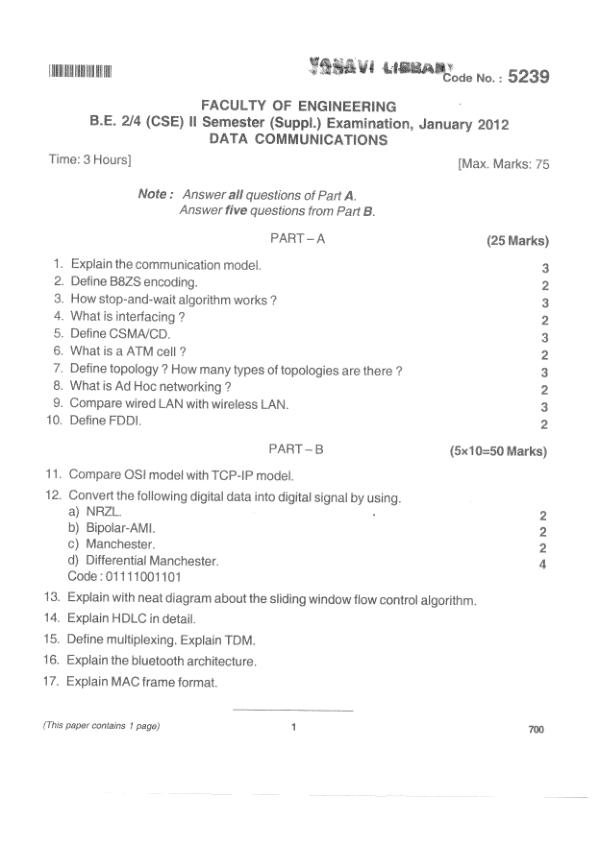 VASAVI LIBRARY
Code No. : 5239
FACULTY OF ENGINEERING
B.E. 2/4 (CSE) II Semester (Suppl.) Examination, January 2012
DATA COMMUNICATIONS
Time: 3 Hours] [Max. Marks: 75
Note : Answer all questions of Part A.
Answer five questions from Part B.
PART – A (25 Marks)
1. Explain the communication model. 3
2. Define B8ZS encoding. 2
3. How stop-and-wait algorithm works ? 3
4. What is interfacing ? 2
5. Define CSMA/CD. 3
6. What is a ATM cell ? 2
7. Define topology ? How many types of topologies are there ? 3
8. What is Ad Hoc networking ? 2
9. Compare wired LAN with wireless LAN. 3
10. Define FDDI. 2
PART – B (5×10=50 Marks)
11. Compare OSI model with TCP-IP model.
12. Convert the following digital data into digital signal by using.
a) NRZL. 2
b) Bipolar-AMI. 2
c) Manchester. 2
d) Differential Manchester. 4
Code : 01111001101
13. Explain with neat diagram about the sliding window flow control algorithm.
14. Explain HDLC in detail.
15. Define multiplexing. Explain TDM.
16. Explain the bluetooth architecture.
17. Explain MAC frame format.
(This paper contains 1 page) 1 700